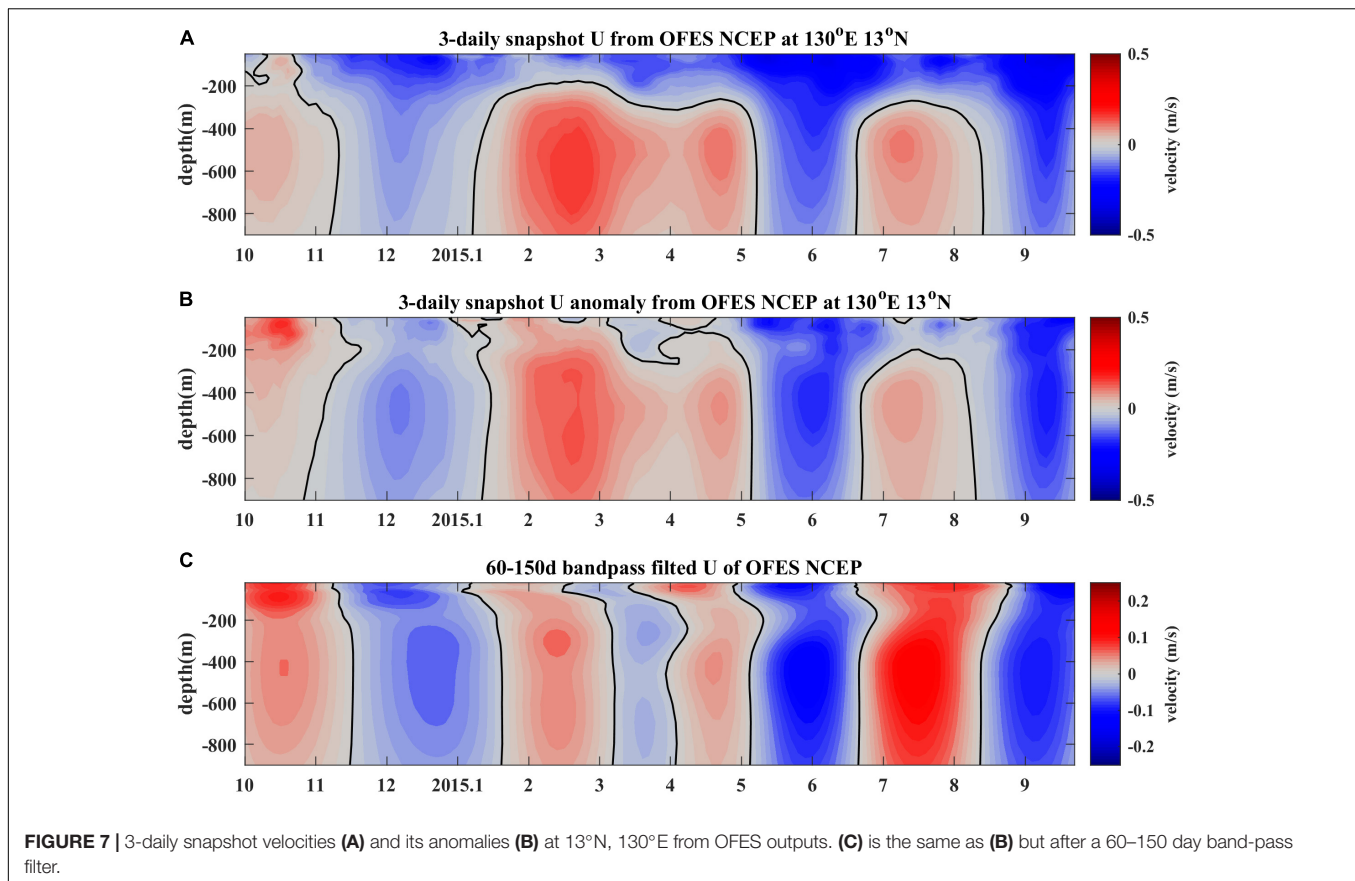 A
3-daily snapshot U from OFES NCEP at 130°E 13°N
depth(m)
-200
-400
-600
-800
10 11 12 2015.1 2 3 4 5 6 7 8 9
0.5
0
-0.5
velocity (m/s)
B
3-daily snapshot U anomaly from OFES NCEP at 130°E 13°N
depth(m)
-200
-400
-600
-800
10 11 12 2015.1 2 3 4 5 6 7 8 9
0.5
0
-0.5
velocity (m/s)
C
60-150d bandpass filted U of OFES NCEP
depth(m)
-200
-400
-600
-800
10 11 12 2015.1 2 3 4 5 6 7 8 9
0.2
0.1
0
-0.1
-0.2
velocity (m/s)
FIGURE 7 | 3-daily snapshot velocities (A) and its anomalies (B) at 13°N, 130°E from OFES outputs. (C) is the same as (B) but after a 60–150 day band-pass
filter.